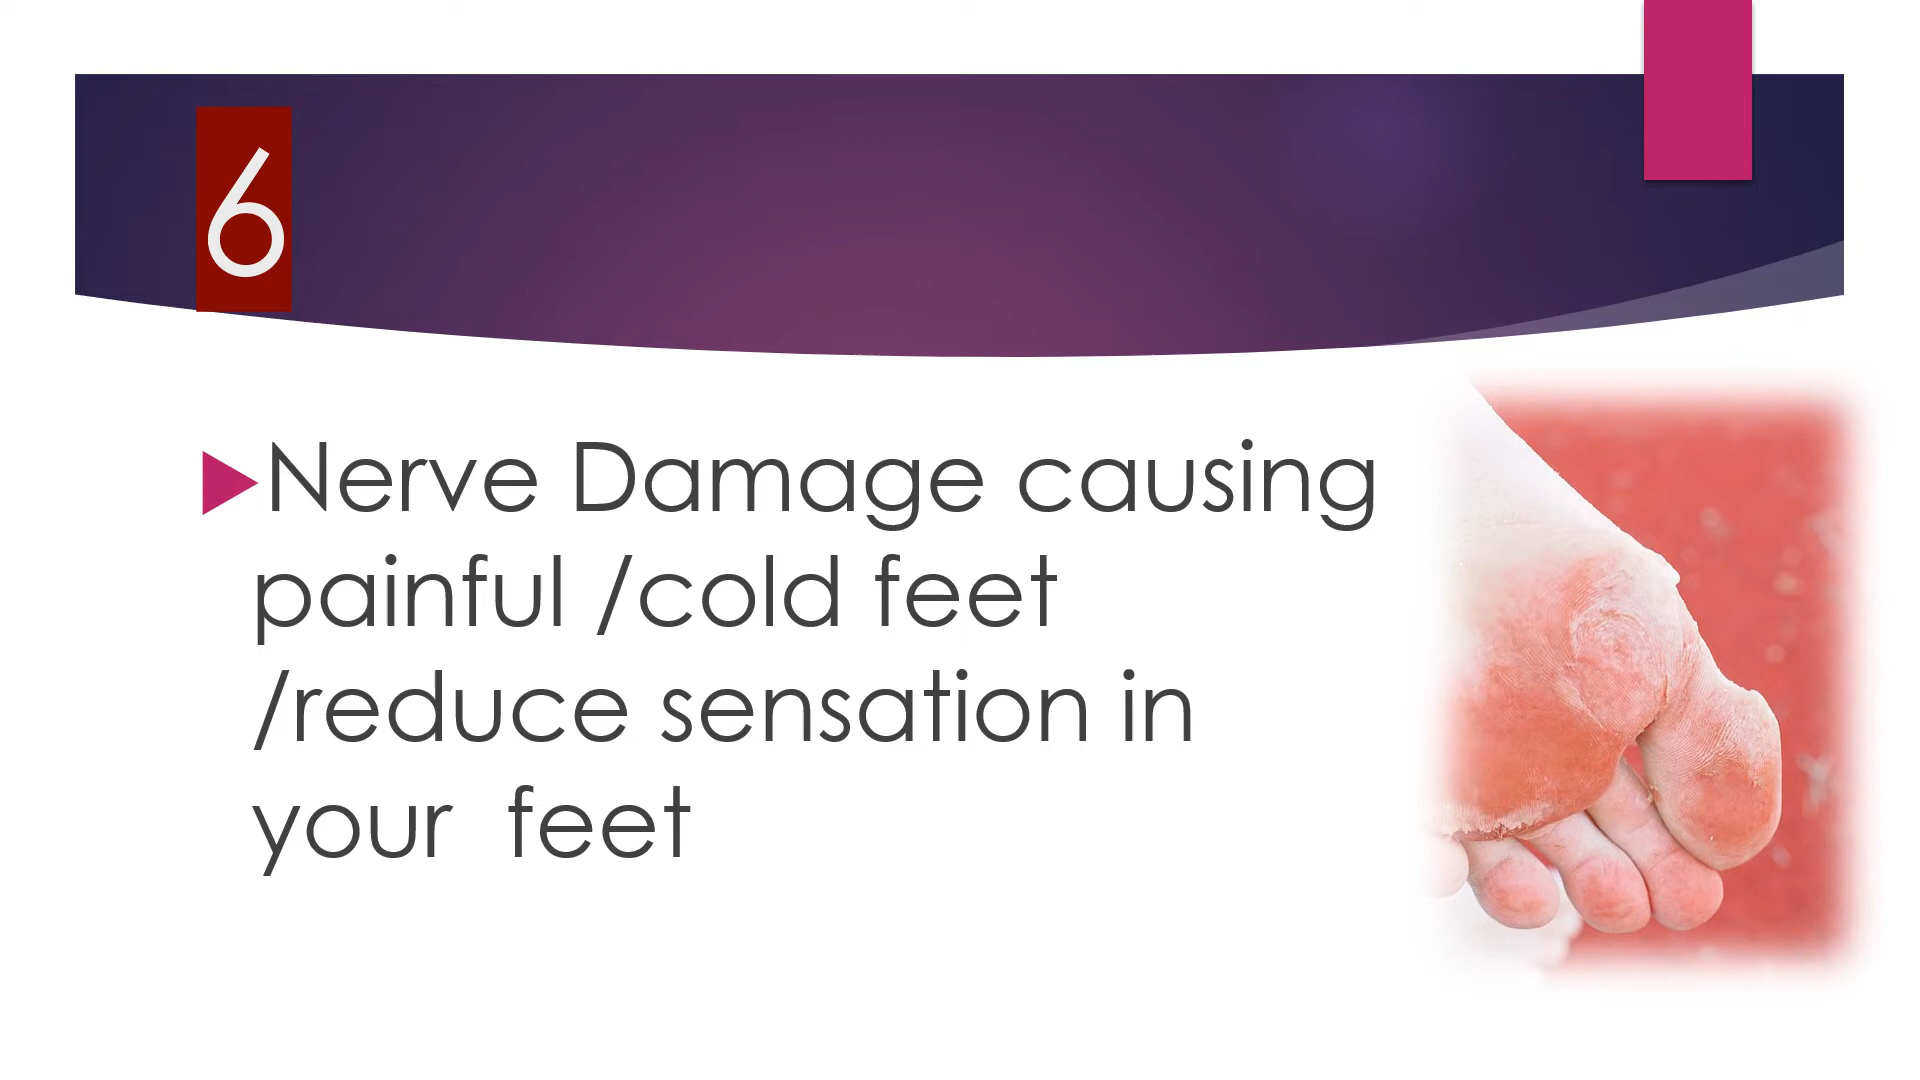 6
Nerve Damage causing
painful /cold feet
/reduce sensation in
your  feet